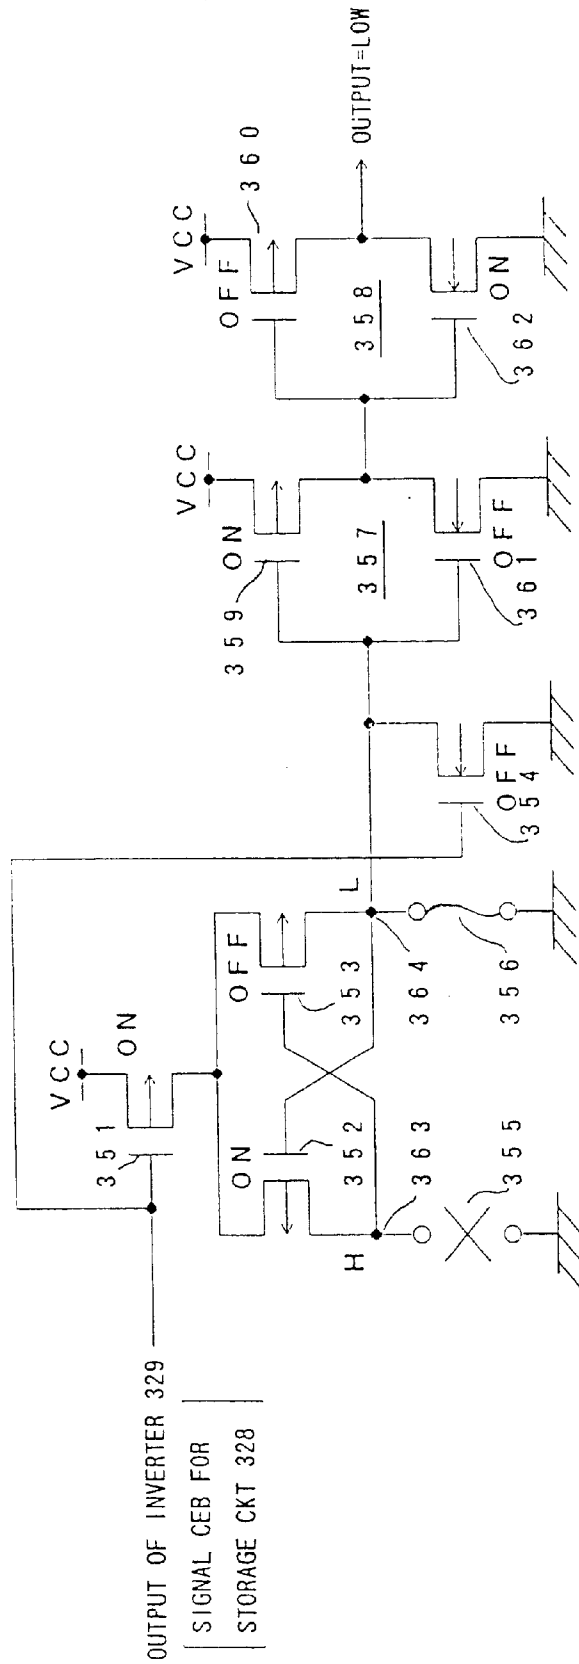 OUTPUT OF INVERTER 329
SIGNAL CEB FOR
STORAGE CKT 328
VCC
ON
351
ON
OFF
352
353
H
L
363
364
355
356
OFF
354
VCC
ON
359
357
OFF
361
VCC
OFF
360
358
ON
362
OUTPUT=LOW